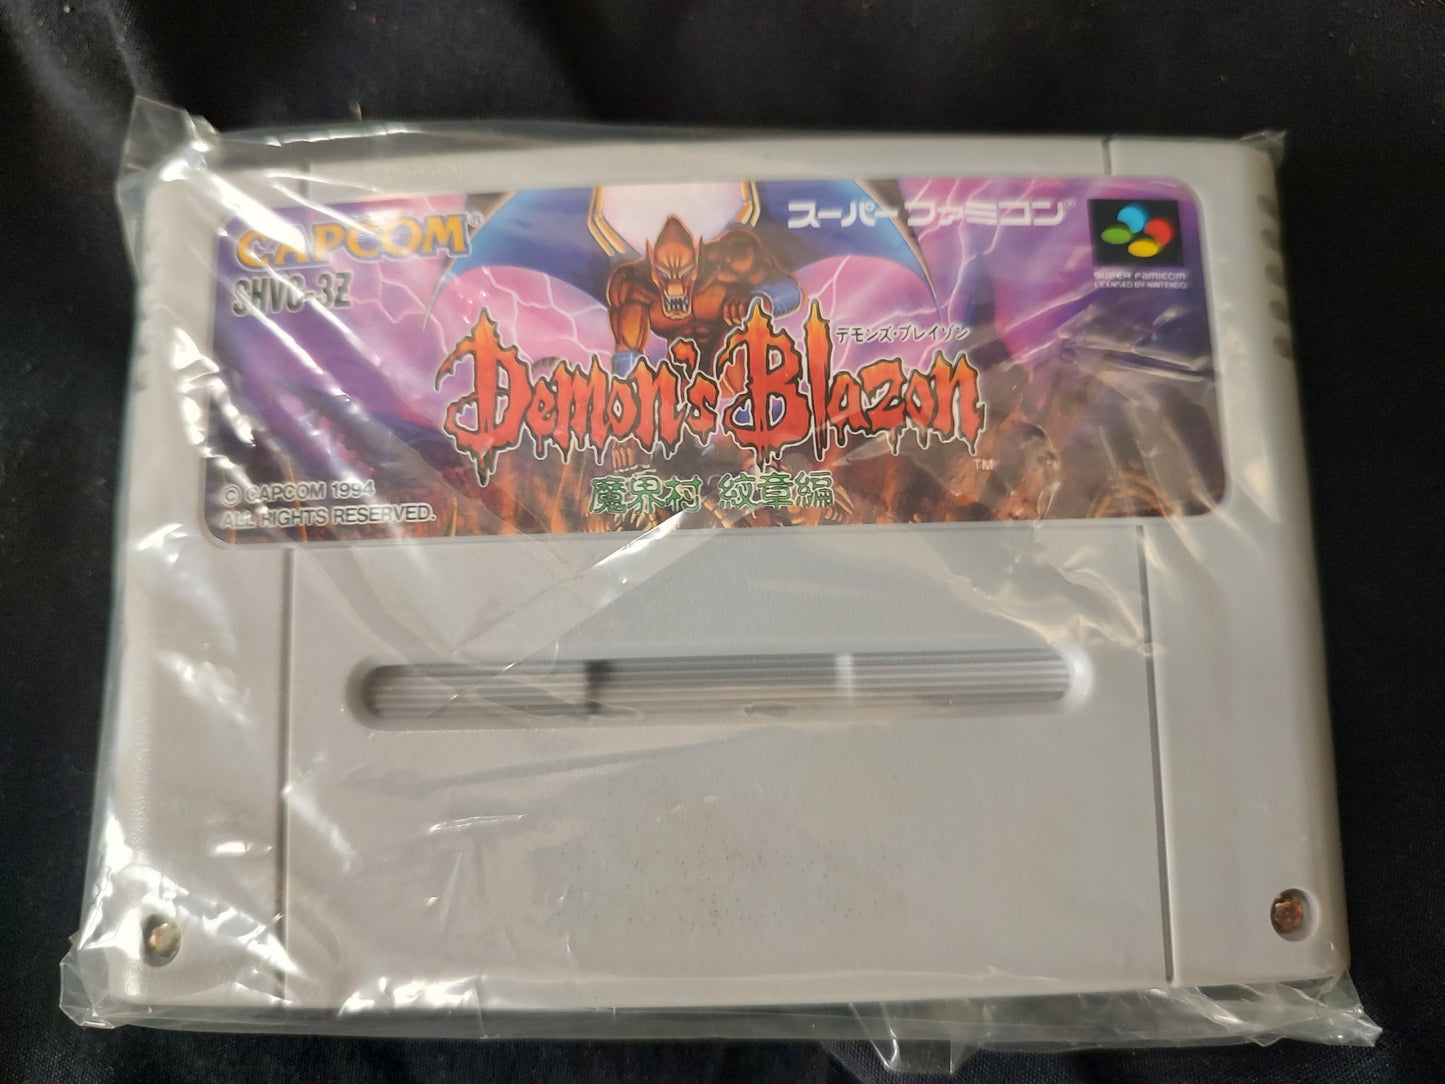 CAPCOM®
SHVC-3Z
スーパーファミコン®
SUPER FAMICOM
LICENSED BY NINTENDO
デモンズ・ブレイゾン
Demon's Blazon
TM
魔界村 紋章編
© CAPCOM 1994
ALL RIGHTS RESERVED.